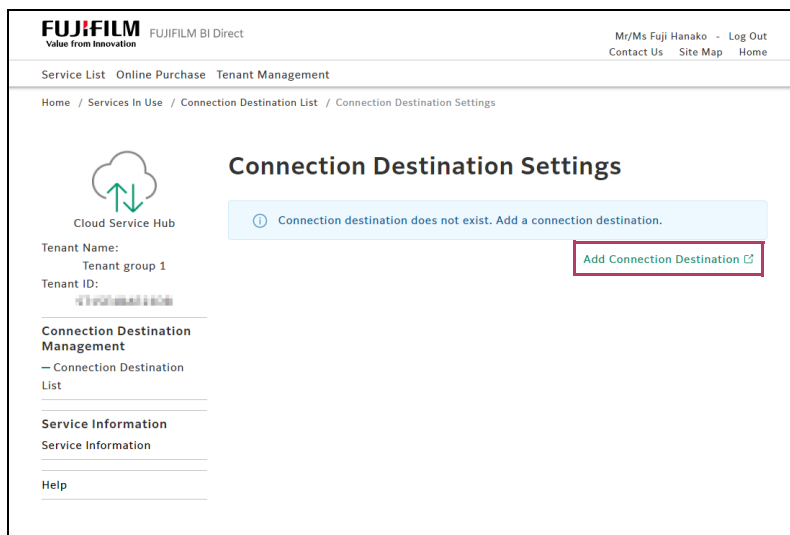 FUJIFILM
Value from Innovation
FUJIFILM BI Direct
Mr/Ms Fuji Hanako - Log Out
Contact Us Site Map Home
Service List Online Purchase Tenant Management
Home / Services In Use / Connection Destination List / Connection Destination Settings
Cloud Service Hub
Tenant Name:
Tenant group 1
Tenant ID:
Connection Destination
Management
Connection Destination
List
Service Information
Service Information
Help
Connection Destination Settings
Connection destination does not exist. Add a connection destination.
Add Connection Destination